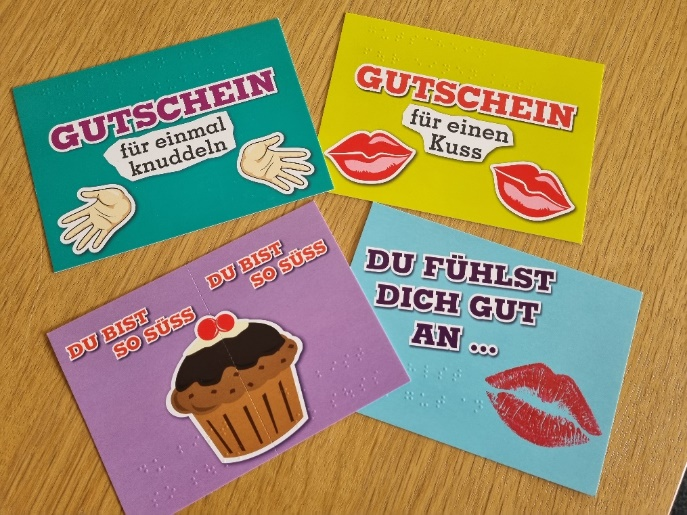 GUTSCHEIN
für einmal
knuddeln
GUTSCHEIN
für einen
Kuss
DU BIST
SO SÜSS
DU BIST
SO SÜSS
DU FÜHLST
DICH GUT
AN ...